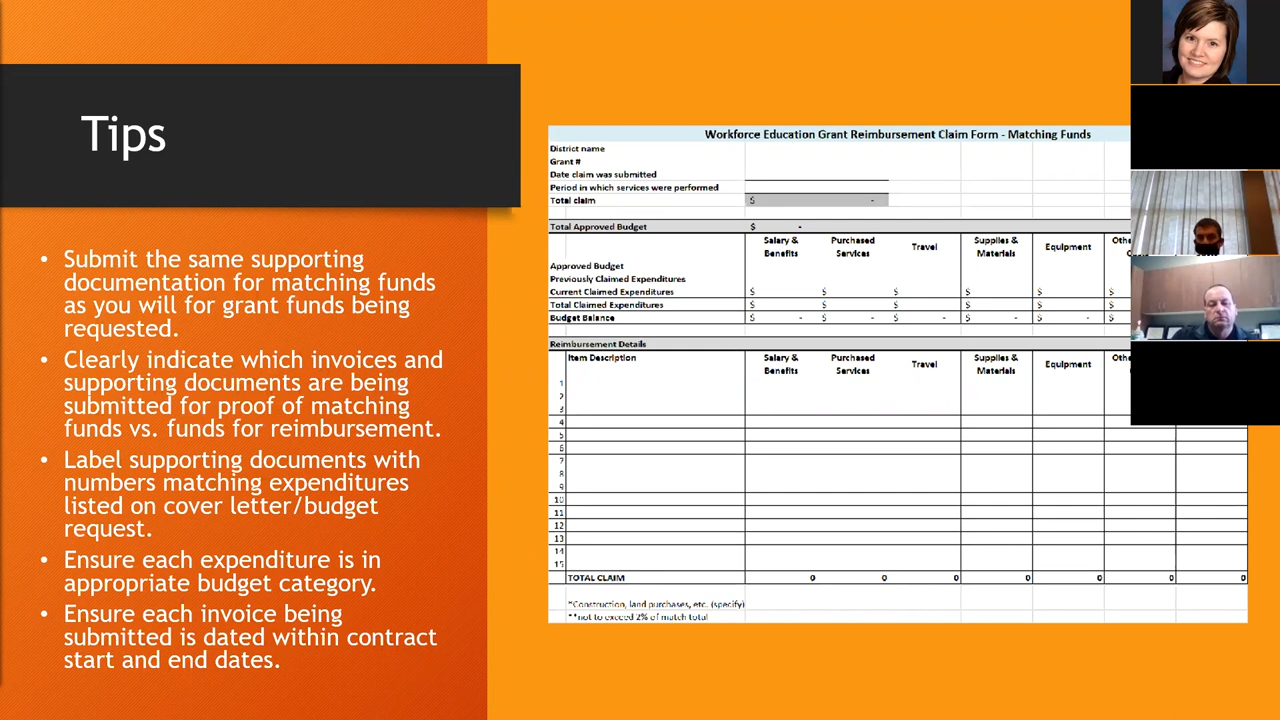 Tips
• Submit the same supporting
documentation for matching funds
as you will for grant funds being
requested.
• Clearly indicate which invoices and
supporting documents are being
submitted for proof of matching
funds vs. funds for reimbursement.
• Label supporting documents with
numbers matching expenditures
listed on cover letter/budget
request.
• Ensure each expenditure is in
appropriate budget category.
• Ensure each invoice being
submitted is dated within contract
start and end dates.
Workforce Education Grant Reimbursement Claim Form - Matching Funds
District name
Grant #
Date claim was submitted
Period in which services were performed
Total claim $ -
Total Approved Budget $ -
Salary & Benefits Purchased Services Travel Supplies & Materials Equipment
Approved Budget
Previously Claimed Expenditures
Current Claimed Expenditures $ $ $ $ $ $
Total Claimed Expenditures $ $ $ $ $ $
Budget Balance $ - $ - $ - $ - $ - $
Reimbursement Details
Item Description Salary & Benefits Purchased Services Travel Supplies & Materials Equipment
1
2
3
4
5
6
7
8
9
10
11
12
13
14
15
TOTAL CLAIM 0 0 0 0 0 0 0
*Construction, land purchases, etc. (specify)
**not to exceed 2% of match total